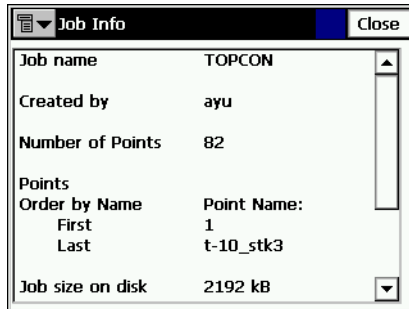 Job Info Close
Job name TOPCON
Created by ayu
Number of Points 82
Points
Order by Name Point Name:
First 1
Last t-10_stk3
Job size on disk 2192 kB